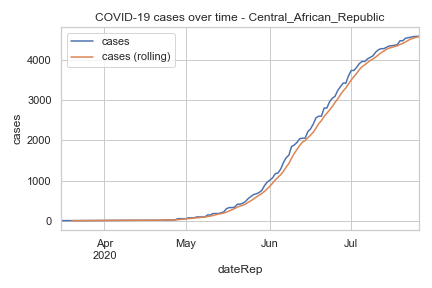 COVID-19 cases over time - Central_African_Republic
cases
cases (rolling)
cases
4000
3000
2000
1000
0
Apr
2020
May
Jun
Jul
dateRep